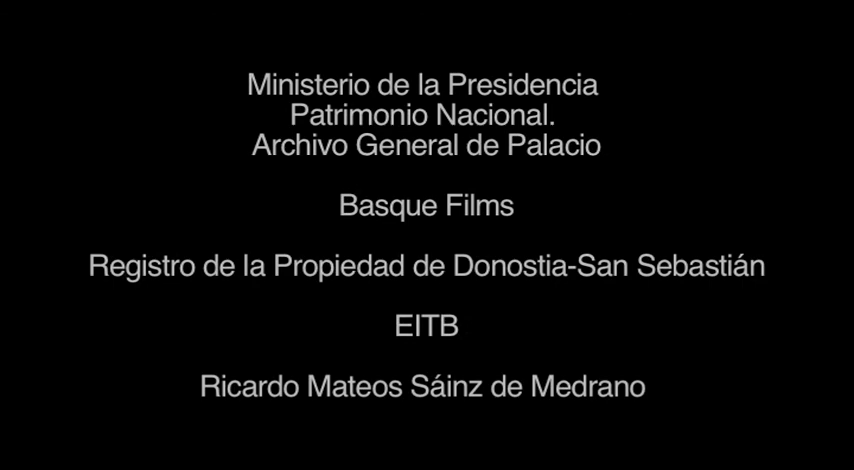 Ministerio de la Presidencia
Patrimonio Nacional.
Archivo General de Palacio
Basque Films
Registro de la Propiedad de Donostia-San Sebastián
EITB
Ricardo Mateos Sáinz de Medrano